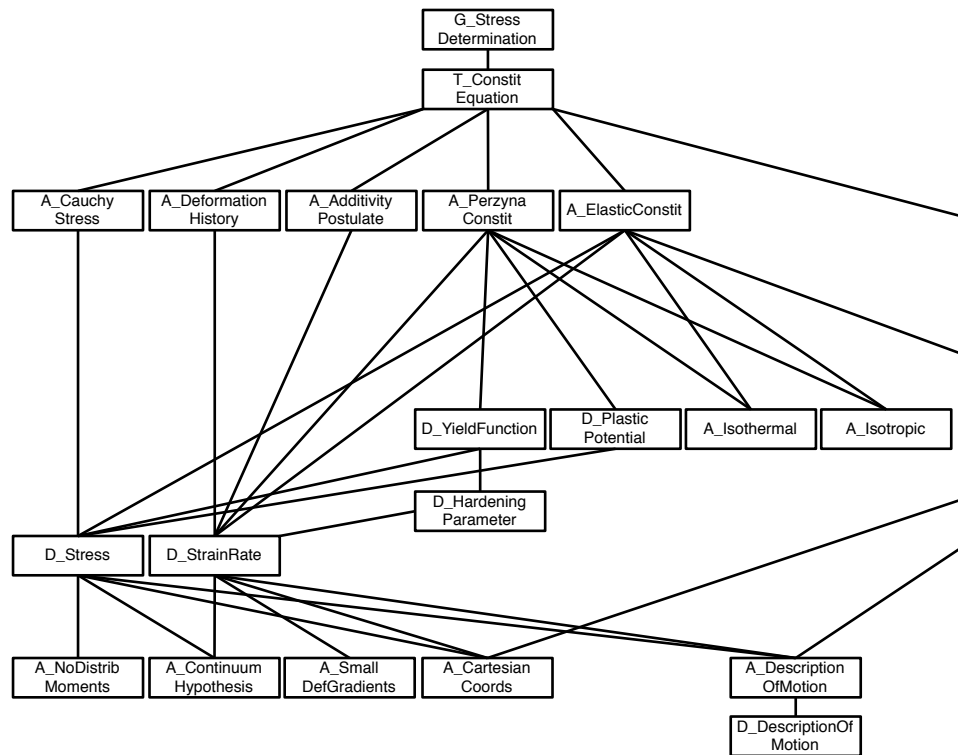 G_Stress
Determination
T_Constit
Equation
A_Cauchy
Stress
A_Deformation
History
A_Additivity
Postulate
A_Perzyna
Constit
A_ElasticConstit
D_YieldFunction
D_Plastic
Potential
A_Isothermal
A_Isotropic
D_Hardening
Parameter
D_Stress
D_StrainRate
A_NoDistrib
Moments
A_Continuum
Hypothesis
A_Small
DefGradients
A_Cartesian
Coords
A_Description
OfMotion
D_DescriptionOf
Motion